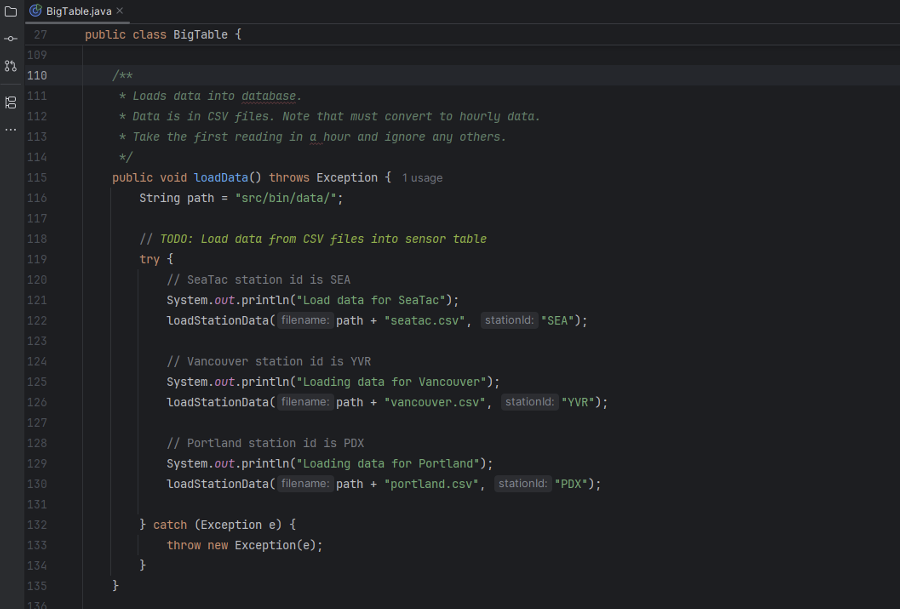 BigTable.java ×
27 public class BigTable {
109
110 /**
111 * Loads data into database.
112 * Data is in CSV files. Note that must convert to hourly data.
113 * Take the first reading in a hour and ignore any others.
114 */
115 public void loadData() throws Exception { 1 usage
116 String path = "src/bin/data/";
117
118 // TODO: Load data from CSV files into sensor table
119 try {
120 // SeaTac station id is SEA
121 System.out.println("Load data for SeaTac");
122 loadStationData( filename: path + "seatac.csv", stationId: "SEA");
123
124 // Vancouver station id is YVR
125 System.out.println("Loading data for Vancouver");
126 loadStationData( filename: path + "vancouver.csv", stationId: "YVR");
127
128 // Portland station id is PDX
129 System.out.println("Loading data for Portland");
130 loadStationData( filename: path + "portland.csv", stationId: "PDX");
131
132 } catch (Exception e) {
133 throw new Exception(e);
134 }
135 }
136